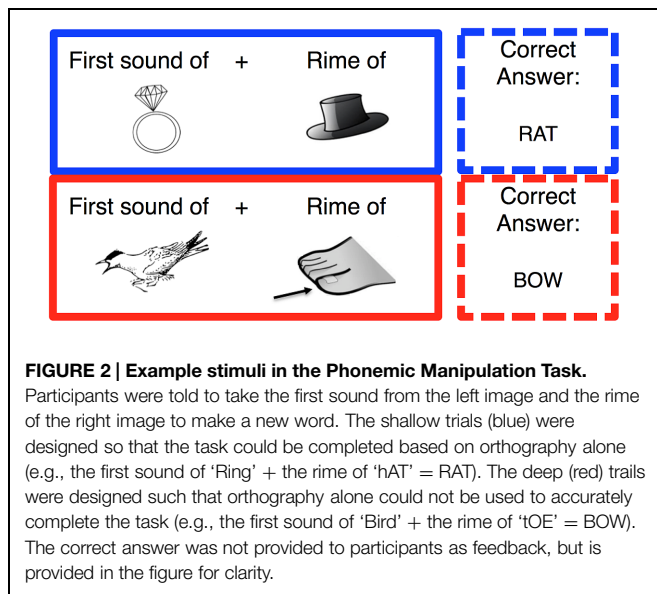 First sound of + Rime of
Correct
Answer:
RAT
First sound of + Rime of
Correct
Answer:
BOW
FIGURE 2 | Example stimuli in the Phonemic Manipulation Task.
Participants were told to take the first sound from the left image and the rime
of the right image to make a new word. The shallow trials (blue) were
designed so that the task could be completed based on orthography alone
(e.g., the first sound of ‘Ring’ + the rime of ‘hAT’ = RAT). The deep (red) trails
were designed such that orthography alone could not be used to accurately
complete the task (e.g., the first sound of ‘Bird’ + the rime of ‘tOE’ = BOW).
The correct answer was not provided to participants as feedback, but is
provided in the figure for clarity.